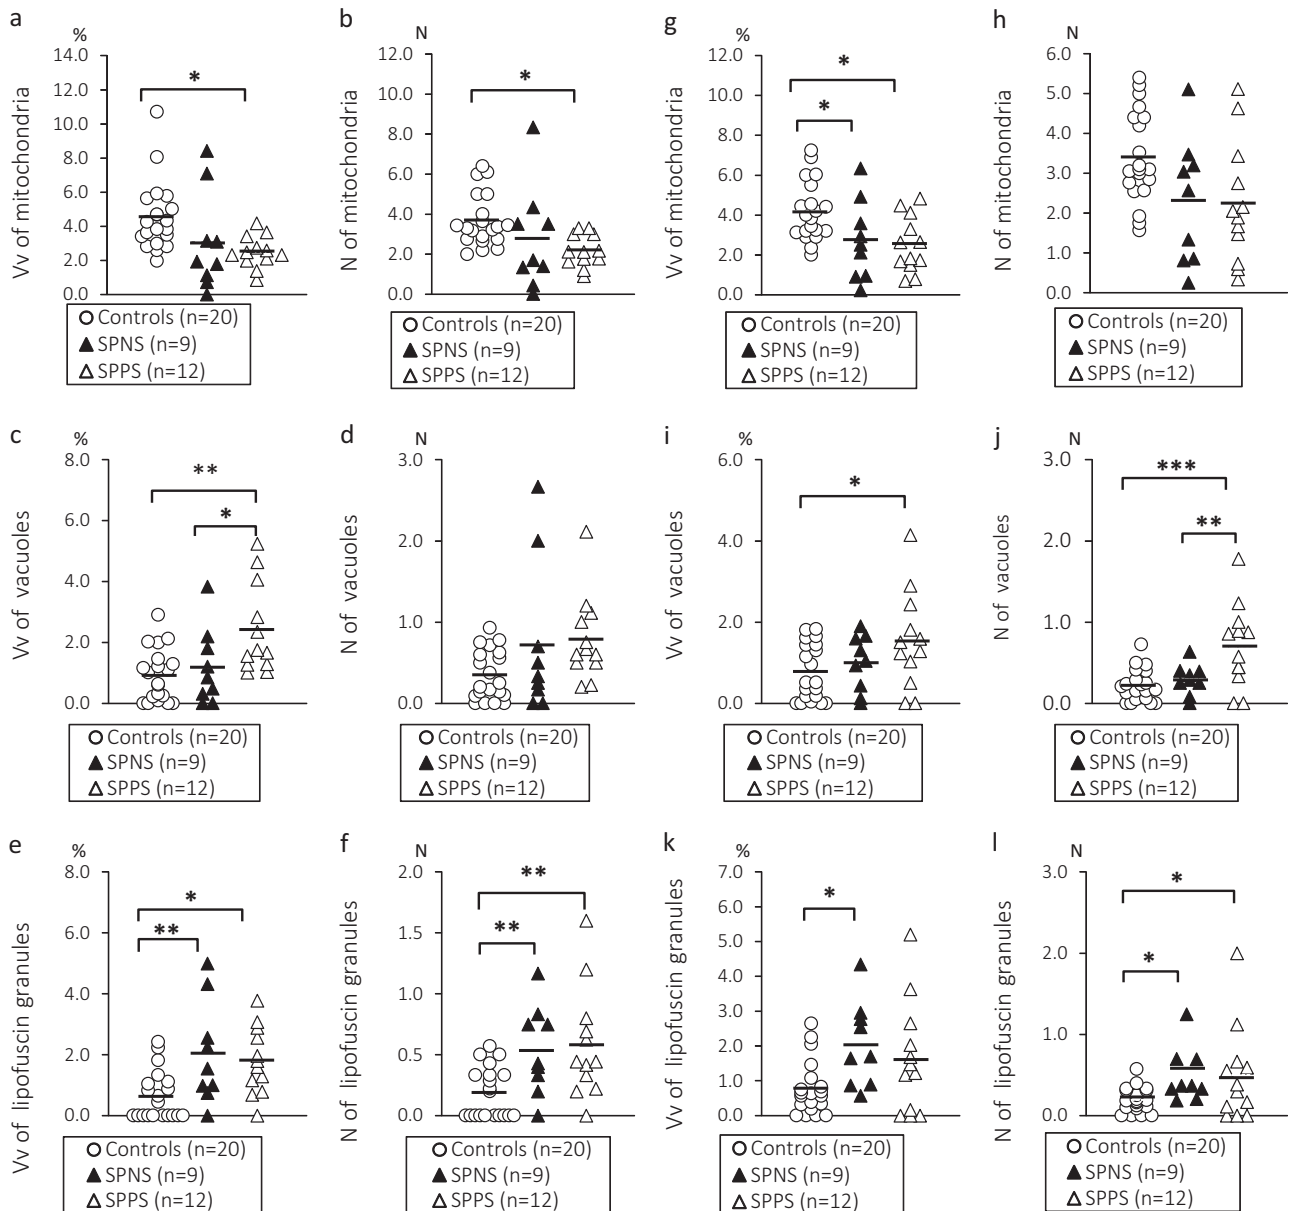 a
%
14.0
12.0
10.0
8.0
6.0
4.0
2.0
0.0
Vv of mitochondria
*
Controls (n=20)
SPNS (n=9)
SPPS (n=12)
b
N
12.0
10.0
8.0
6.0
4.0
2.0
0.0
N of mitochondria
*
Controls (n=20)
SPNS (n=9)
SPPS (n=12)
g
%
12.0
10.0
8.0
6.0
4.0
2.0
0.0
Vv of mitochondria
*
*
Controls (n=20)
SPNS (n=9)
SPPS (n=12)
h
N
6.0
5.0
4.0
3.0
2.0
1.0
0.0
N of mitochondria
Controls (n=20)
SPNS (n=9)
SPPS (n=12)
c
%
8.0
6.0
4.0
2.0
0.0
Vv of vacuoles
**
*
Controls (n=20)
SPNS (n=9)
SPPS (n=12)
d
N
3.0
2.0
1.0
0.0
N of vacuoles
Controls (n=20)
SPNS (n=9)
SPPS (n=12)
i
%
6.0
4.0
2.0
0.0
Vv of vacuoles
*
Controls (n=20)
SPNS (n=9)
SPPS (n=12)
j
N
3.0
2.0
1.0
0.0
N of vacuoles
***
**
Controls (n=20)
SPNS (n=9)
SPPS (n=12)
e
%
8.0
6.0
4.0
2.0
0.0
Vv of lipofuscin granules
*
**
Controls (n=20)
SPNS (n=9)
SPPS (n=12)
f
N
2.0
1.5
1.0
0.5
0.0
N of lipofuscin granules
**
**
Controls (n=20)
SPNS (n=9)
SPPS (n=12)
k
%
7.0
6.0
5.0
4.0
3.0
2.0
1.0
0.0
Vv of lipofuscin granules
*
Controls (n=20)
SPNS (n=9)
SPPS (n=12)
l
N
3.0
2.0
1.0
0.0
N of lipofuscin granules
*
*
Controls (n=20)
SPNS (n=9)
SPPS (n=12)